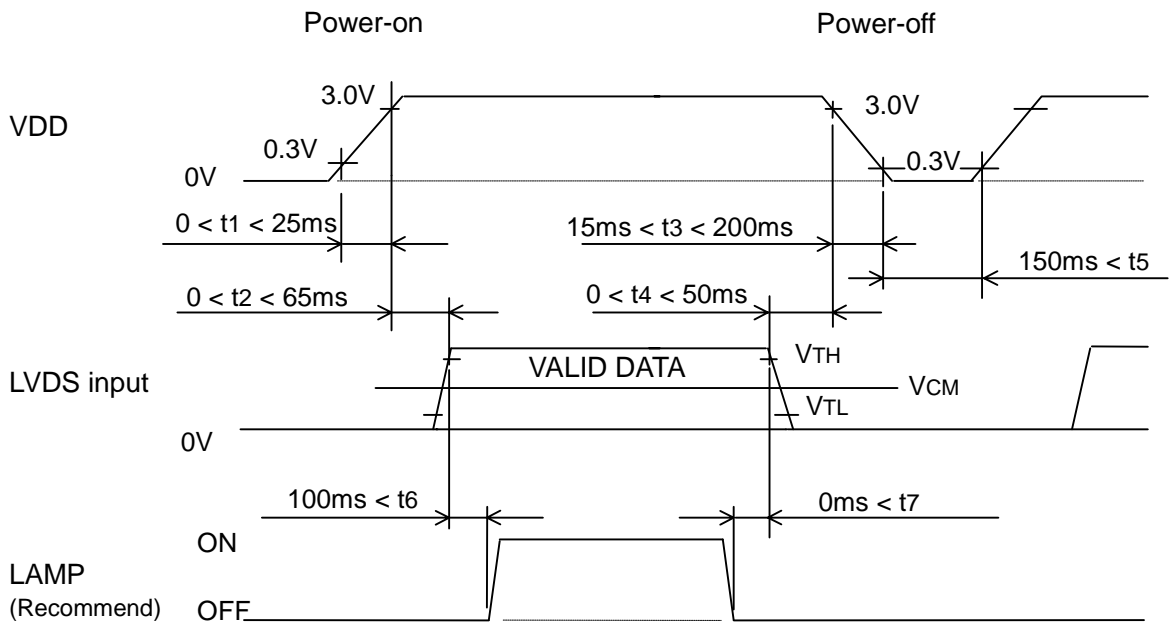 Power-on
Power-off
VDD
3.0V
0.3V
0V
3.0V
0.3V
0 < t1 < 25ms
15ms < t3 < 200ms
150ms < t5
0 < t2 < 65ms
0 < t4 < 50ms
LVDS input
VALID DATA
VTH
VCM
VTL
0V
100ms < t6
0ms < t7
LAMP
(Recommend)
ON
OFF